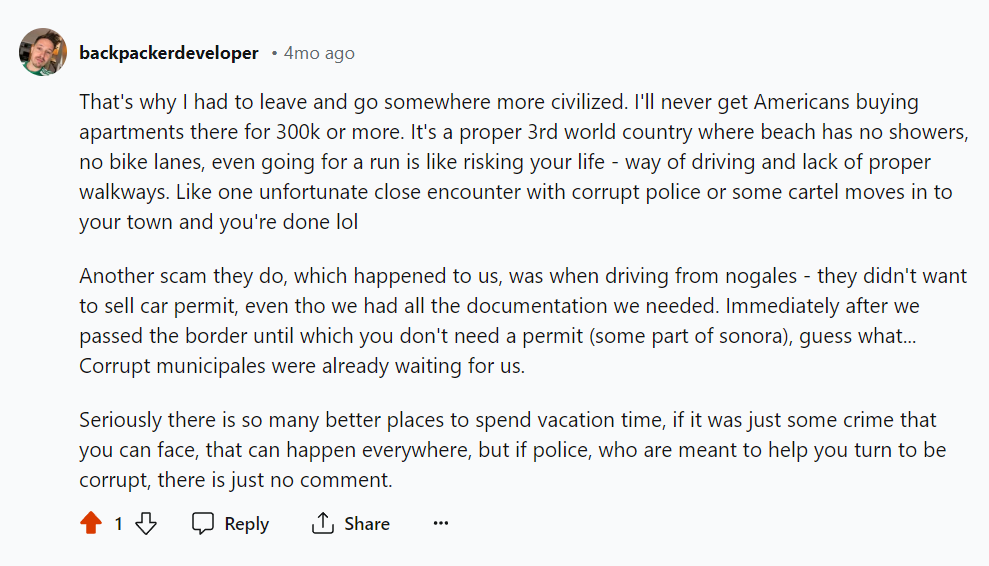 backpackerdeveloper • 4mo ago
That's why I had to leave and go somewhere more civilized. I'll never get Americans buying
apartments there for 300k or more. It's a proper 3rd world country where beach has no showers,
no bike lanes, even going for a run is like risking your life - way of driving and lack of proper
walkways. Like one unfortunate close encounter with corrupt police or some cartel moves in to
your town and you're done lol
Another scam they do, which happened to us, was when driving from nogales - they didn't want
to sell car permit, even tho we had all the documentation we needed. Immediately after we
passed the border until which you don't need a permit (some part of sonora), guess what...
Corrupt municipales were already waiting for us.
Seriously there is so many better places to spend vacation time, if it was just some crime that
you can face, that can happen everywhere, but if police, who are meant to help you turn to be
corrupt, there is just no comment.
1 Reply Share ...